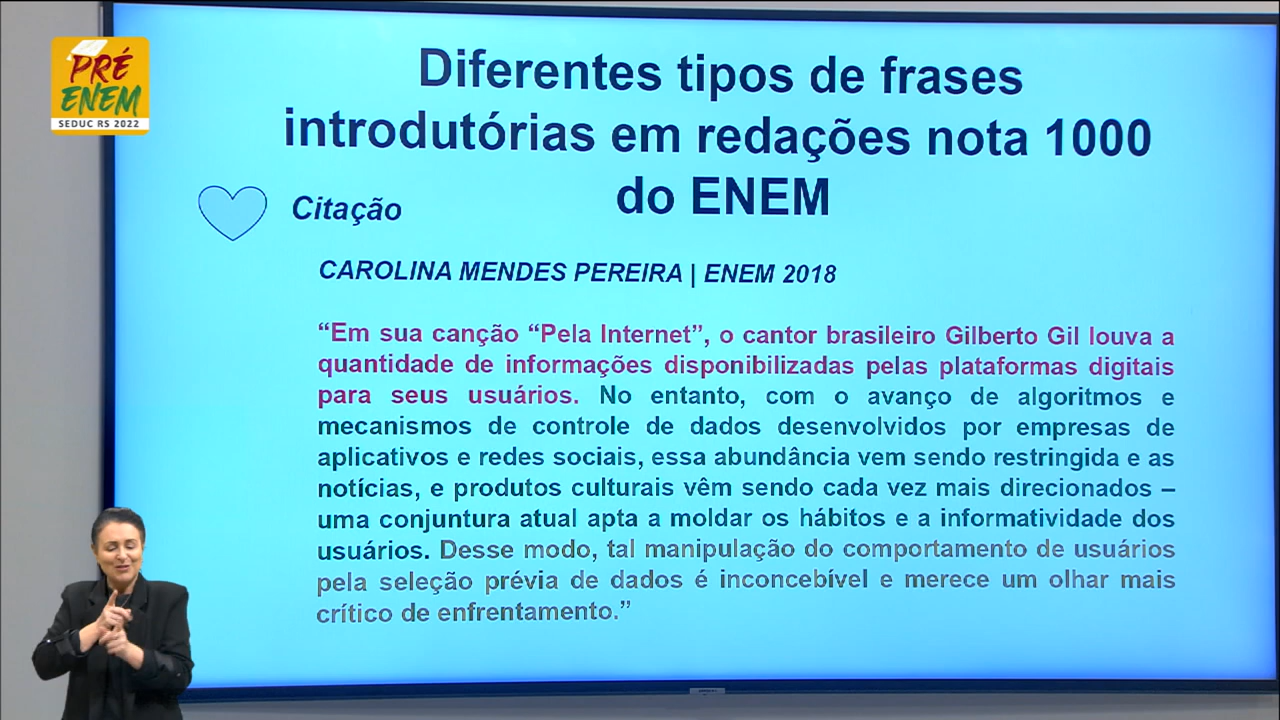 PRÉ
ENEM
SEDUC RS 2022
Diferentes tipos de frases
introdutórias em redações nota 1000
do ENEM
Citação
CAROLINA MENDES PEREIRA | ENEM 2018
“Em sua canção “Pela Internet”, o cantor brasileiro Gilberto Gil louva a
quantidade de informações disponibilizadas pelas plataformas digitais
para seus usuários. No entanto, com o avanço de algoritmos e
mecanismos de controle de dados desenvolvidos por empresas de
aplicativos e redes sociais, essa abundância vem sendo restringida e as
notícias, e produtos culturais vêm sendo cada vez mais direcionados –
uma conjuntura atual apta a moldar os hábitos e a informatividade dos
usuários. Desse modo, tal manipulação do comportamento de usuários
pela seleção prévia de dados é inconcebível e merece um olhar mais
crítico de enfrentamento.”